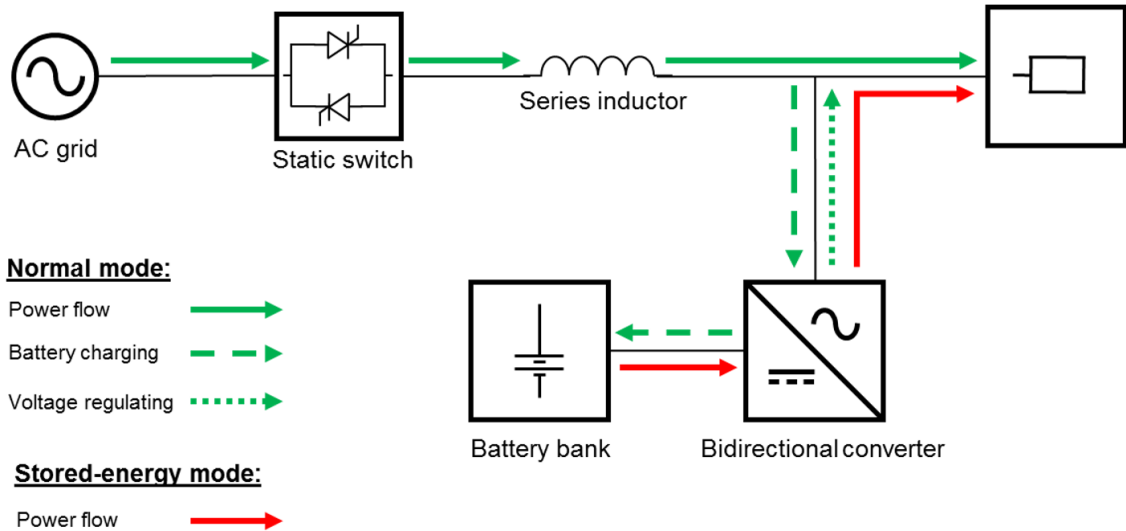 AC grid
Static switch
Series inductor
Normal mode:
Power flow
Battery charging
Voltage regulating
Battery bank
Bidirectional converter
Stored-energy mode:
Power flow